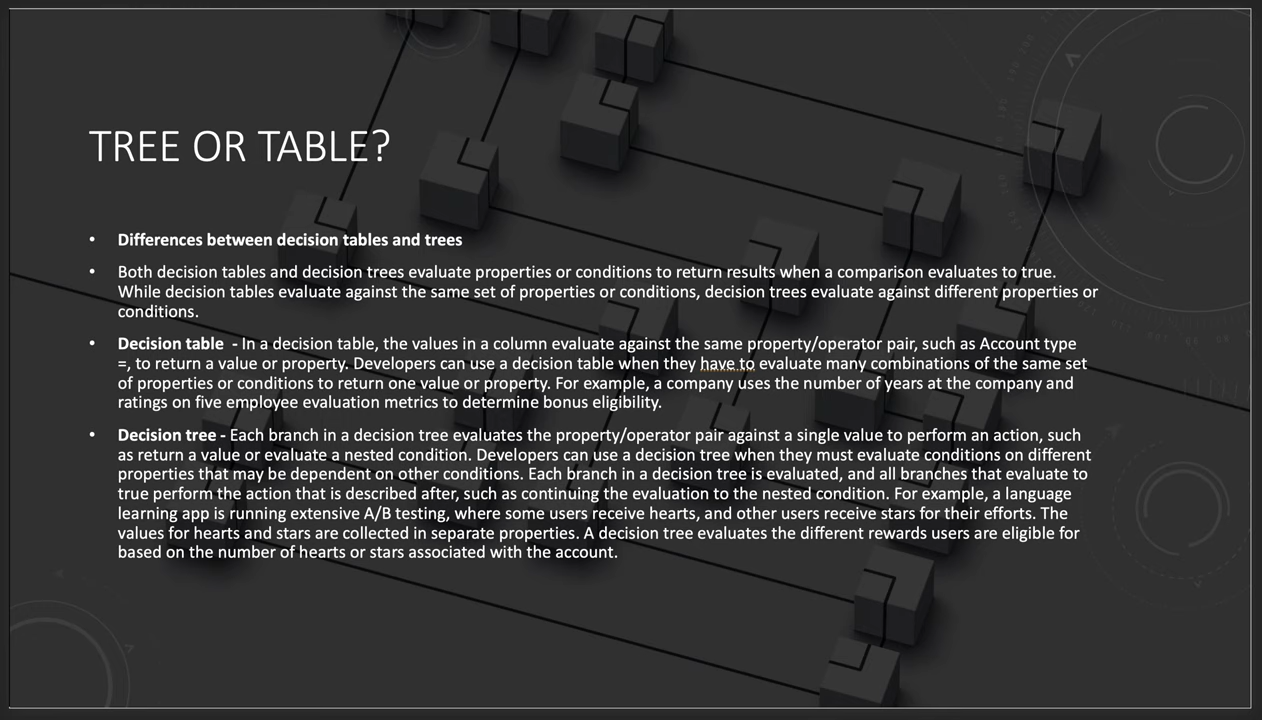 TREE OR TABLE?
• Differences between decision tables and trees
• Both decision tables and decision trees evaluate properties or conditions to return results when a comparison evaluates to true.
While decision tables evaluate against the same set of properties or conditions, decision trees evaluate against different properties or
conditions.
• Decision table - In a decision table, the values in a column evaluate against the same property/operator pair, such as Account type
=, to return a value or property. Developers can use a decision table when they have to evaluate many combinations of the same set
of properties or conditions to return one value or property. For example, a company uses the number of years at the company and
ratings on five employee evaluation metrics to determine bonus eligibility.
• Decision tree - Each branch in a decision tree evaluates the property/operator pair against a single value to perform an action, such
as return a value or evaluate a nested condition. Developers can use a decision tree when they must evaluate conditions on different
properties that may be dependent on other conditions. Each branch in a decision tree is evaluated, and all branches that evaluate to
true perform the action that is described after, such as continuing the evaluation to the nested condition. For example, a language
learning app is running extensive A/B testing, where some users receive hearts, and other users receive stars for their efforts. The
values for hearts and stars are collected in separate properties. A decision tree evaluates the different rewards users are eligible for
based on the number of hearts or stars associated with the account.